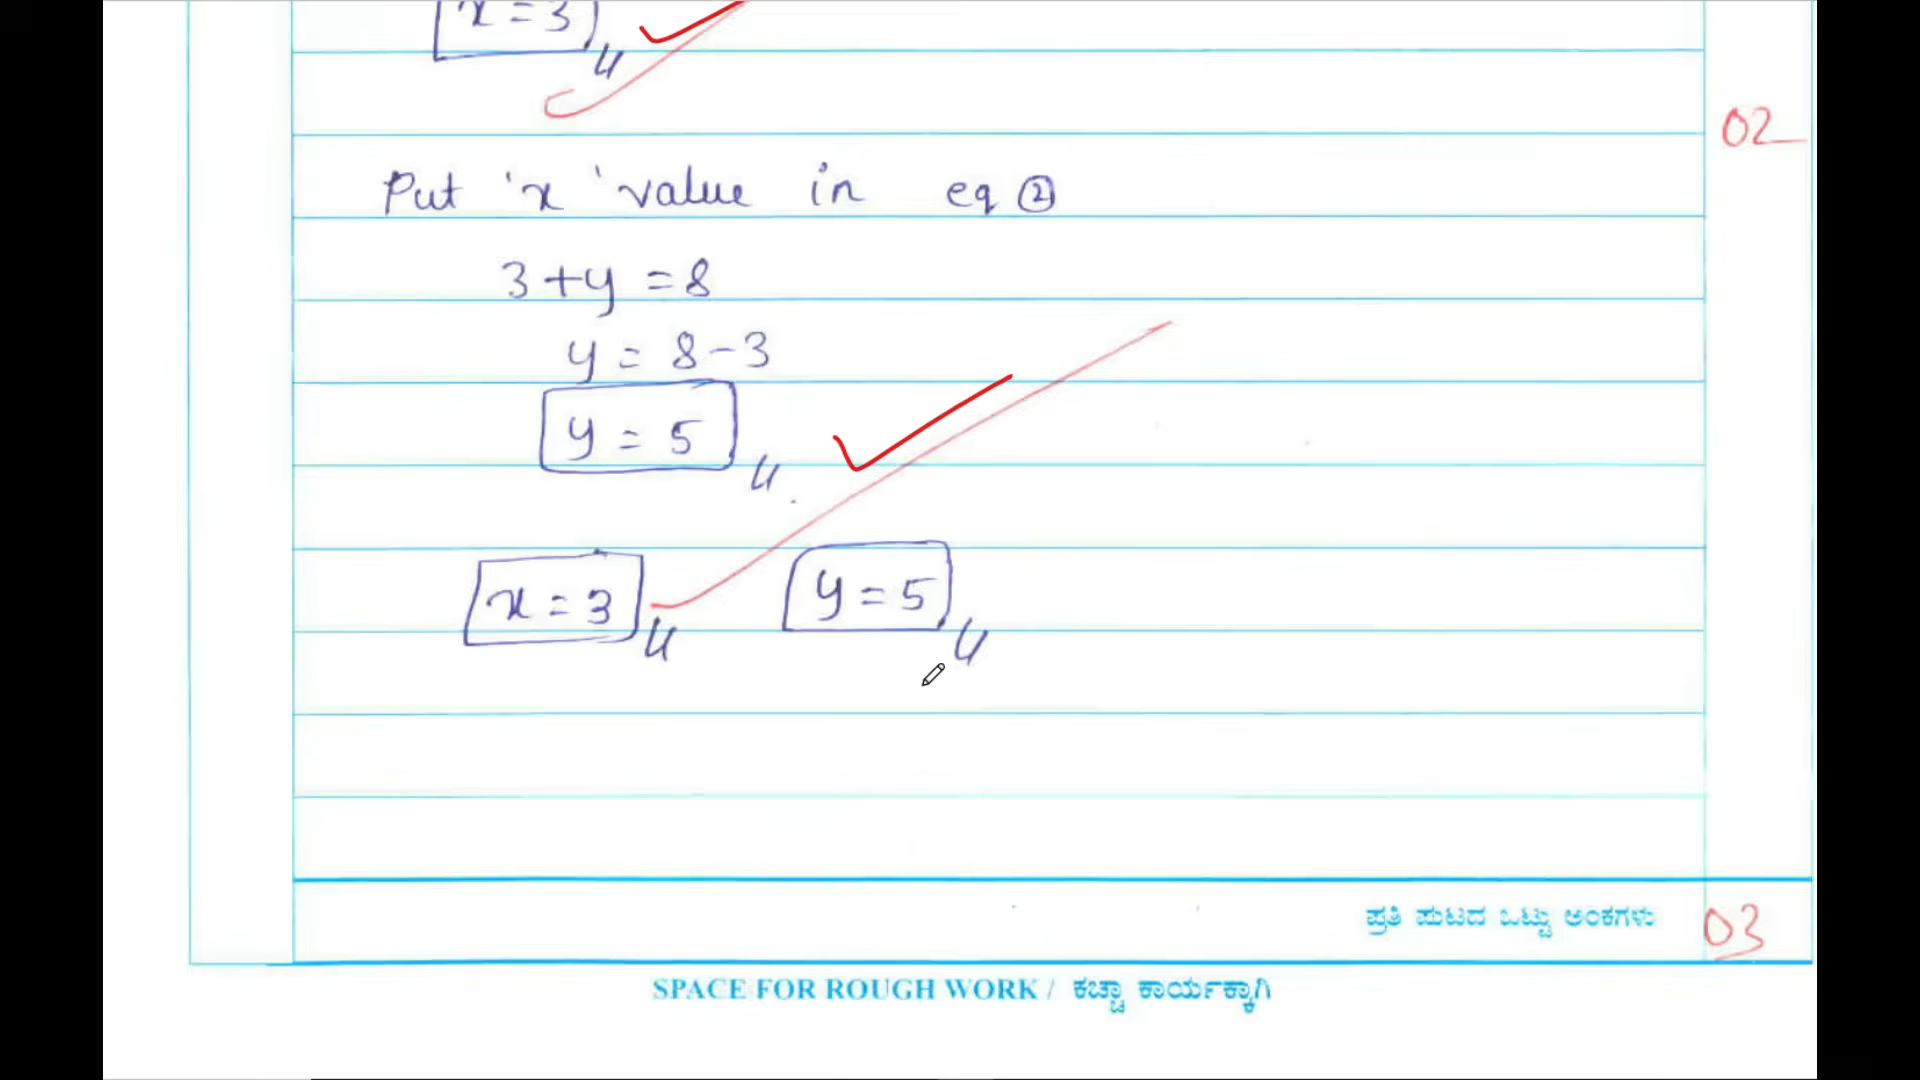 x = 3
02
Put 'x' value in eq ②
3 + y = 8
y = 8 - 3
y = 5
x = 3 y = 5
ಪ್ರತಿ ಪುಟದ ಒಟ್ಟು ಅಂಕಗಳು 03
SPACE FOR ROUGH WORK / ಕಚ್ಚಾ ಕಾರ್ಯಕ್ಕಾಗಿ